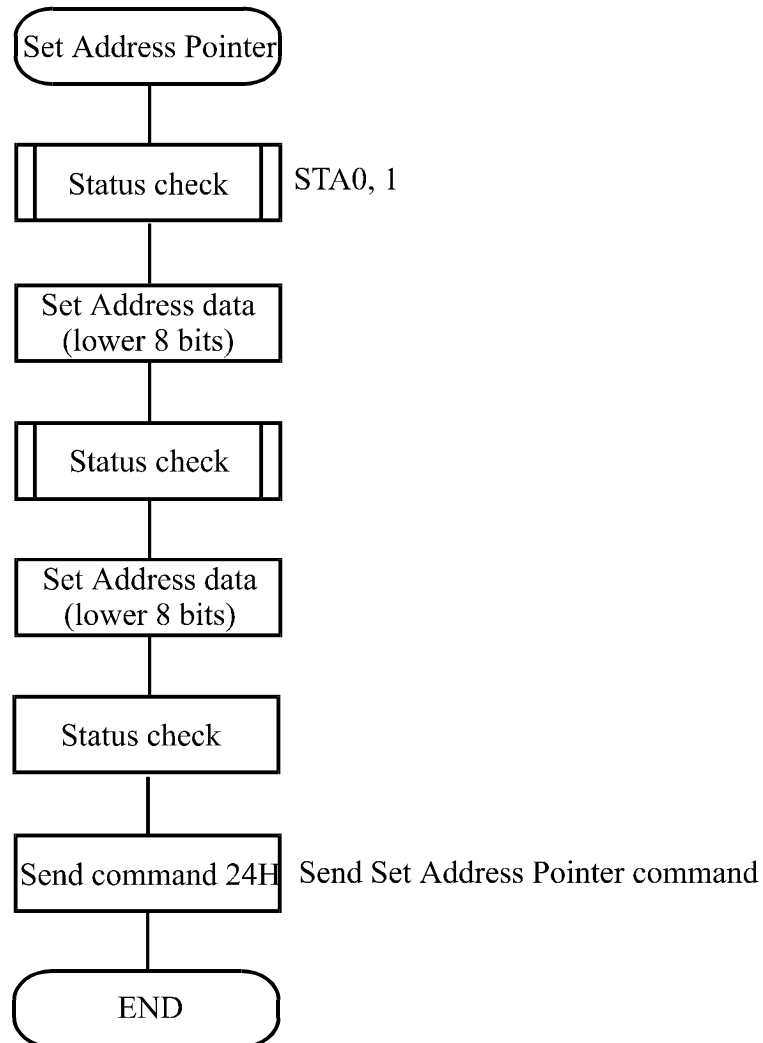 Set Address Pointer
Status check
STA0, 1
Set Address data
(lower 8 bits)
Status check
Set Address data
(lower 8 bits)
Status check
Send command 24H
Send Set Address Pointer command
END